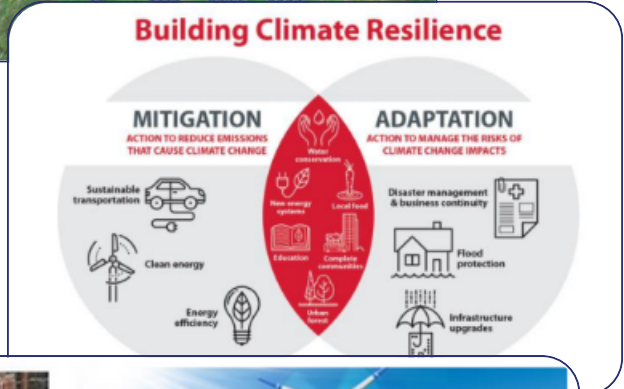 Building Climate Resilience
MITIGATION
ACTION TO REDUCE EMISSIONS
THAT CAUSE CLIMATE CHANGE
ADAPTATION
ACTION TO MANAGE THE RISKS OF
CLIMATE CHANGE IMPACTS
Sustainable
transportation
Clean energy
Energy
efficiency
Water
conservation
New energy
systems
Local food
Education
Complete
communities
Urban
forest
Disaster management
& business continuity
Flood
protection
Infrastructure
upgrades